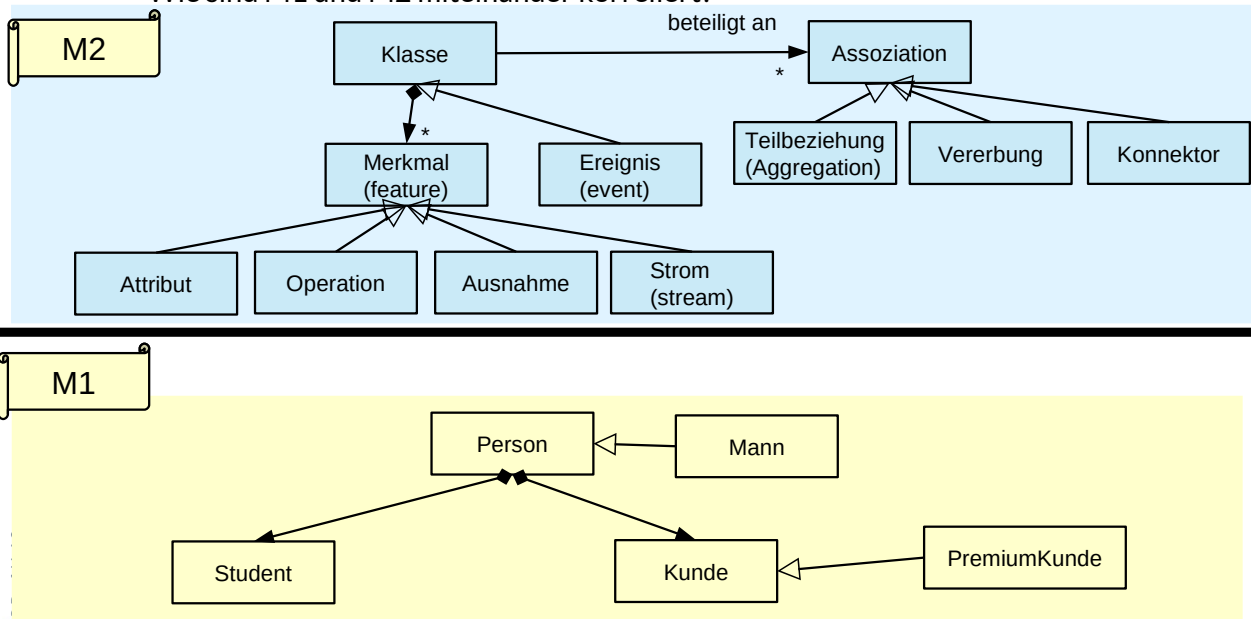 M2
Klasse
beteiligt an
*
Assoziation
*
Merkmal
(feature)
Ereignis
(event)
Teilbeziehung
(Aggregation)
Vererbung
Konnektor
Attribut
Operation
Ausnahme
Strom
(stream)
M1
Person
Mann
Student
Kunde
PremiumKunde